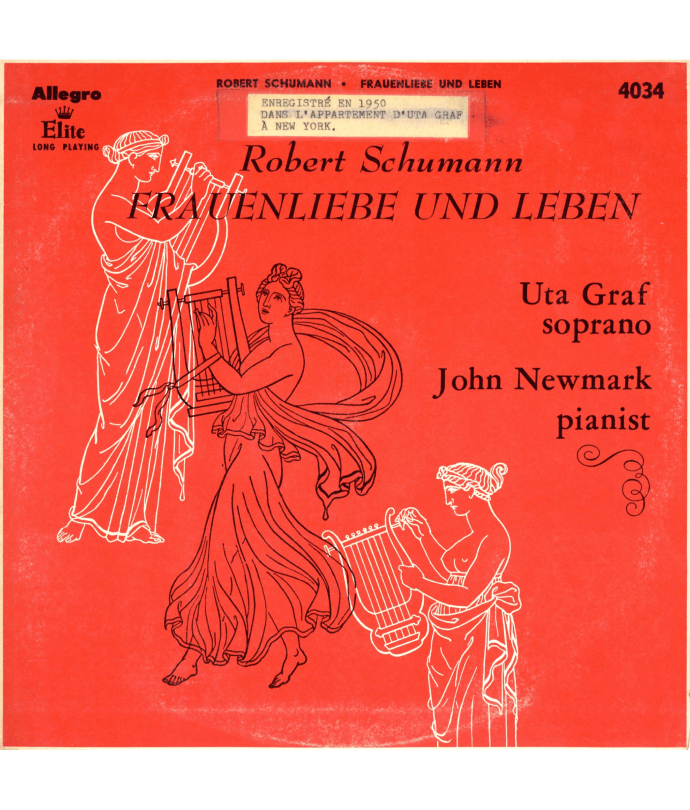 Allegro
Elite
LONG PLAYING
ROBERT SCHUMANN • FRAUENLIEBE UND LEBEN
4034
ENREGISTRÉ EN 1950
DANS L'APPARTEMENT D'UTA GRAF
À NEW YORK.
Robert Schumann
FRAUENLIEBE UND LEBEN
Uta Graf
soprano
John Newmark
pianist